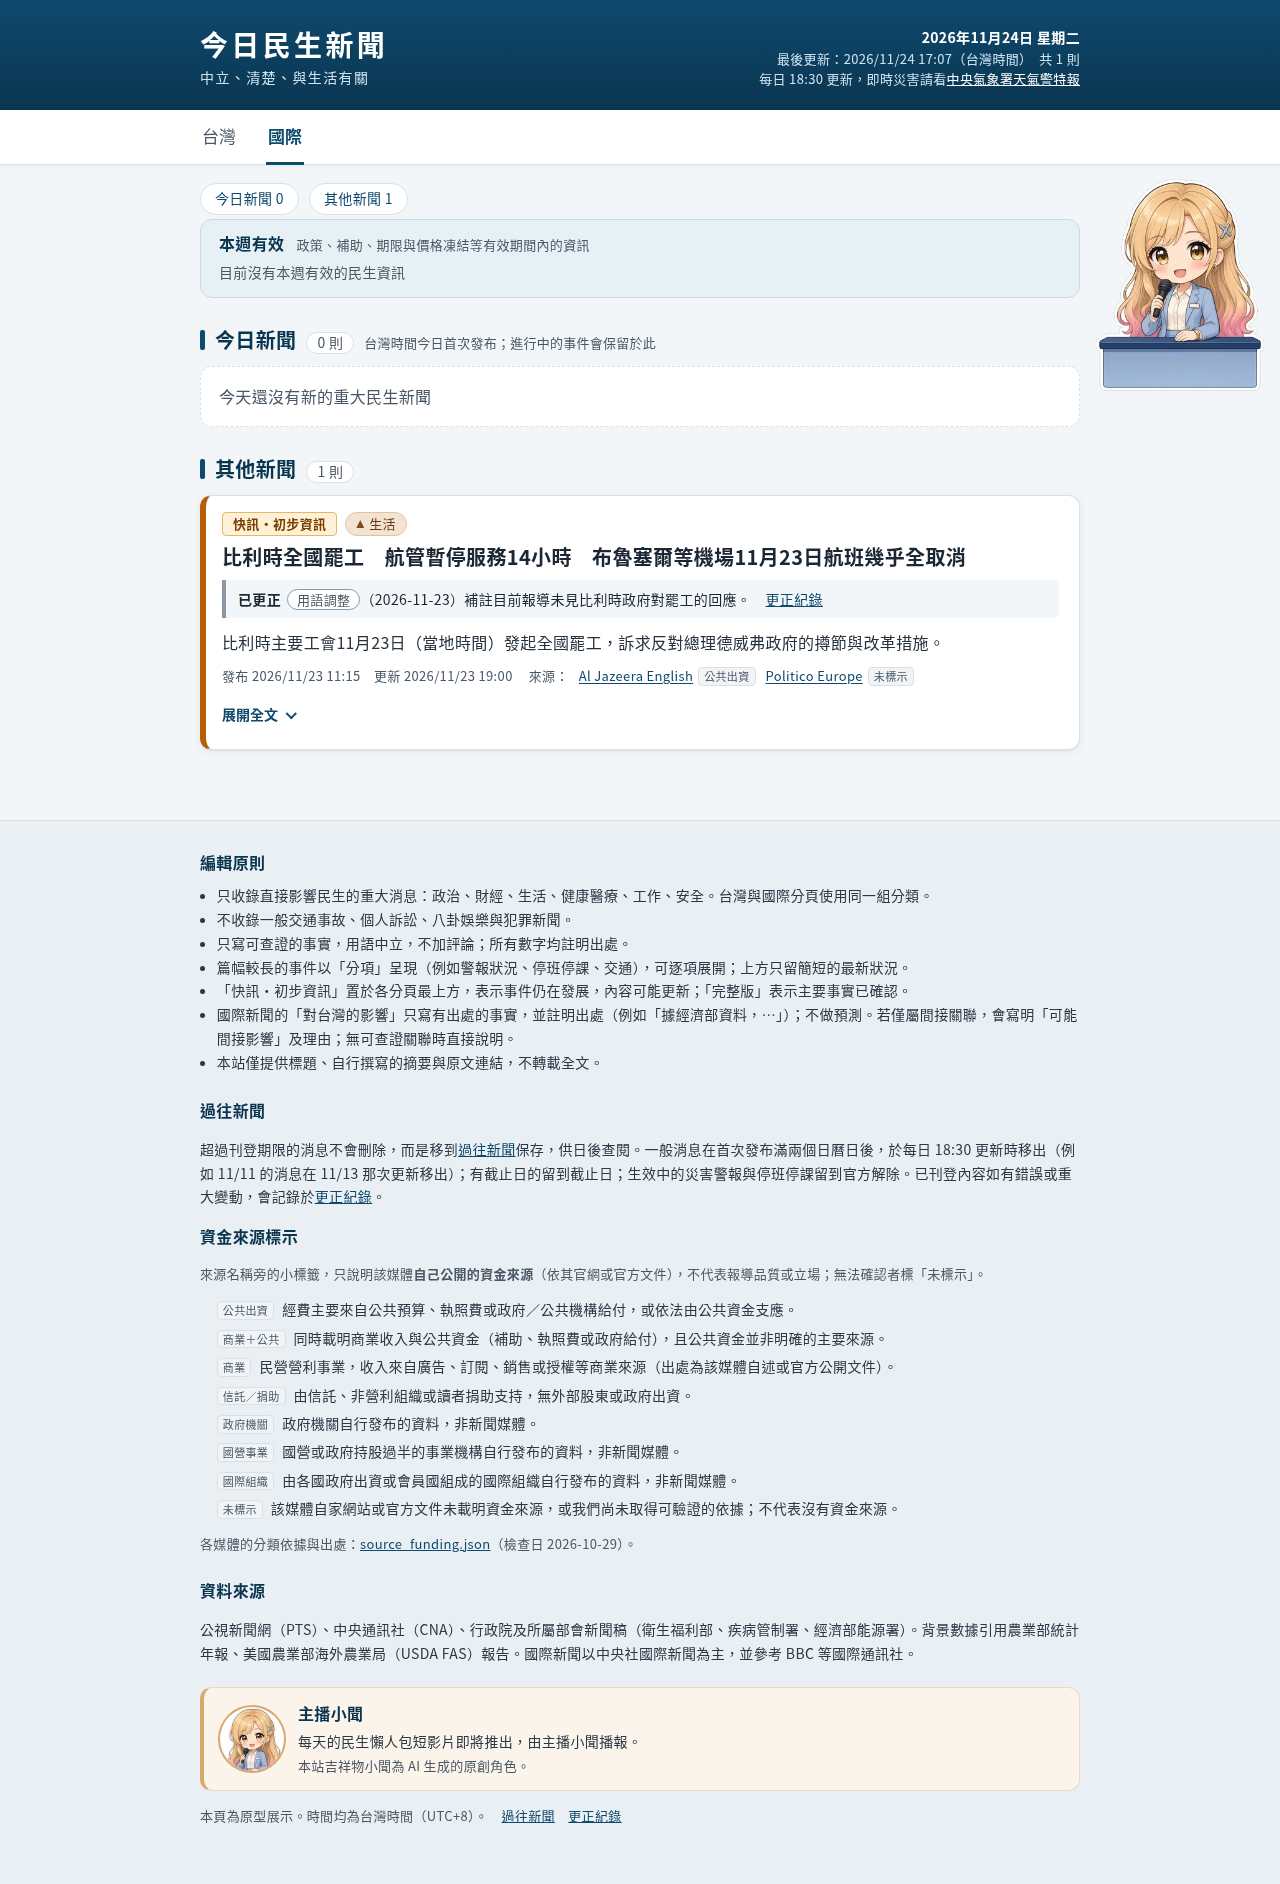 今日民生新聞
中立、清楚、與生活有關
2026年11月24日 星期二
最後更新：2026/11/24 17:07（台灣時間） 共 1 則
每日 18:30 更新，即時災害請看中央氣象署天氣警特報
台灣
國際
今日新聞 0
其他新聞 1
本週有效 政策、補助、期限與價格凍結等有效期間內的資訊
目前沒有本週有效的民生資訊
今日新聞 0 則 台灣時間今日首次發布；進行中的事件會保留於此
今天還沒有新的重大民生新聞
其他新聞 1 則
快訊・初步資訊 ▲生活
比利時全國罷工　航管暫停服務14小時　布魯塞爾等機場11月23日航班幾乎全取消
已更正 用語調整（2026-11-23）補註目前報導未見比利時政府對罷工的回應。 更正紀錄
比利時主要工會11月23日（當地時間）發起全國罷工，訴求反對總理德威弗政府的撙節與改革措施。
發布 2026/11/23 11:15 更新 2026/11/23 19:00 來源： Al Jazeera English 公共出資 Politico Europe 未標示
展開全文
編輯原則
• 只收錄直接影響民生的重大消息：政治、財經、生活、健康醫療、工作、安全。台灣與國際分頁使用同一組分類。
• 不收錄一般交通事故、個人訴訟、八卦娛樂與犯罪新聞。
• 只寫可查證的事實，用語中立，不加評論；所有數字均註明出處。
• 篇幅較長的事件以「分項」呈現（例如警報狀況、停班停課、交通），可逐項展開；上方只留簡短的最新狀況。
• 「快訊・初步資訊」置於各分頁最上方，表示事件仍在發展，內容可能更新；「完整版」表示主要事實已確認。
• 國際新聞的「對台灣的影響」只寫有出處的事實，並註明出處（例如「據經濟部資料，…」）；不做預測。若僅屬間接關聯，會寫明「可能
間接影響」及理由；無可查證關聯時直接說明。
• 本站僅提供標題、自行撰寫的摘要與原文連結，不轉載全文。
過往新聞
超過刊登期限的消息不會刪除，而是移到過往新聞保存，供日後查閱。一般消息在首次發布滿兩個日曆日後，於每日 18:30 更新時移出（例
如 11/11 的消息在 11/13 那次更新移出）；有截止日的留到截止日；生效中的災害警報與停班停課留到官方解除。已刊登內容如有錯誤或重
大變動，會記錄於更正紀錄。
資金來源標示
來源名稱旁的小標籤，只說明該媒體自己公開的資金來源（依其官網或官方文件），不代表報導品質或立場；無法確認者標「未標示」。
公共出資 經費主要來自公共預算、執照費或政府／公共機構給付，或依法由公共資金支應。
商業＋公共 同時載明商業收入與公共資金（補助、執照費或政府給付），且公共資金並非明確的主要來源。
商業 民營營利事業，收入來自廣告、訂閱、銷售或授權等商業來源（出處為該媒體自述或官方公開文件）。
信託／捐助 由信託、非營利組織或讀者捐助支持，無外部股東或政府出資。
政府機關 政府機關自行發布的資料，非新聞媒體。
國營事業 國營或政府持股過半的事業機構自行發布的資料，非新聞媒體。
國際組織 由各國政府出資或會員國組成的國際組織自行發布的資料，非新聞媒體。
未標示 該媒體自家網站或官方文件未載明資金來源，或我們尚未取得可驗證的依據；不代表沒有資金來源。
各媒體的分類依據與出處：source_funding.json（檢查日 2026-10-29）。
資料來源
公視新聞網（PTS）、中央通訊社（CNA）、行政院及所屬部會新聞稿（衛生福利部、疾病管制署、經濟部能源署）。背景數據引用農業部統計
年報、美國農業部海外農業局（USDA FAS）報告。國際新聞以中央社國際新聞為主，並參考 BBC 等國際通訊社。
主播小聞
每天的民生懶人包短影片即將推出，由主播小聞播報。
本站吉祥物小聞為 AI 生成的原創角色。
本頁為原型展示。時間均為台灣時間（UTC+8）。 過往新聞 更正紀錄